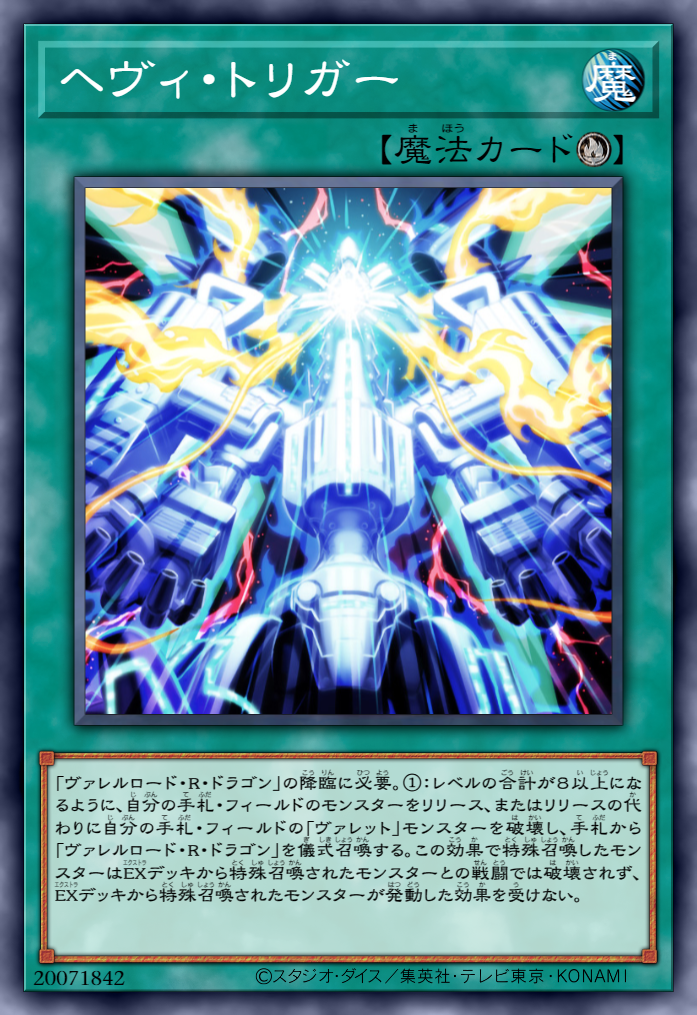 ヘヴィ・トリガー
魔
ま
ま ほう
【魔法カード】
「ヴァレルロード・R・ドラゴン」の降臨に必要。①:レベルの合計が8以上にな
るように、自分の手札・フィールドのモンスターをリリース、またはリリースの代
わりに自分の手札・フィールドの「ヴァレット」モンスターを破壊し、手札から
「ヴァレルロード・R・ドラゴン」を儀式召喚する。この効果で特殊召喚したモン
スターはEXデッキから特殊召喚されたモンスターとの戦闘では破壊されず、
EXデッキから特殊召喚されたモンスターが発動した効果を受けない。
20071842
©スタジオ・ダイス/集英社・テレビ東京・KONAMI